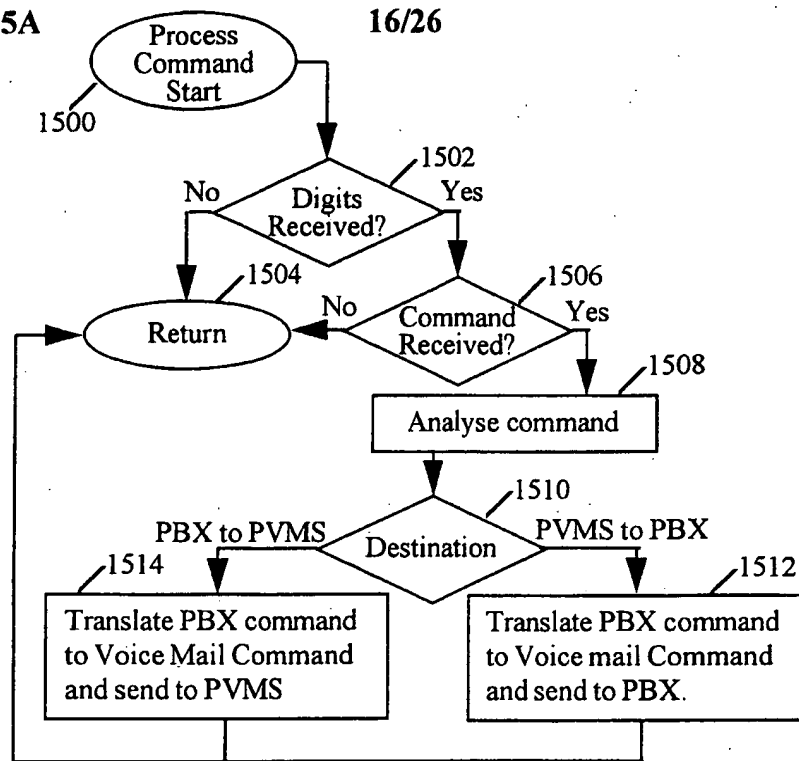 5A
16/26
Process
Command
Start
1500
1502
No
Digits
Received?
Yes
1504
Return
1506
No
Command
Received?
Yes
1508
Analyse command
1510
PBX to PVMS
Destination
PVMS to PBX
1514
Translate PBX command
to Voice Mail Command
and send to PVMS
1512
Translate PBX command
to Voice mail Command
and send to PBX.